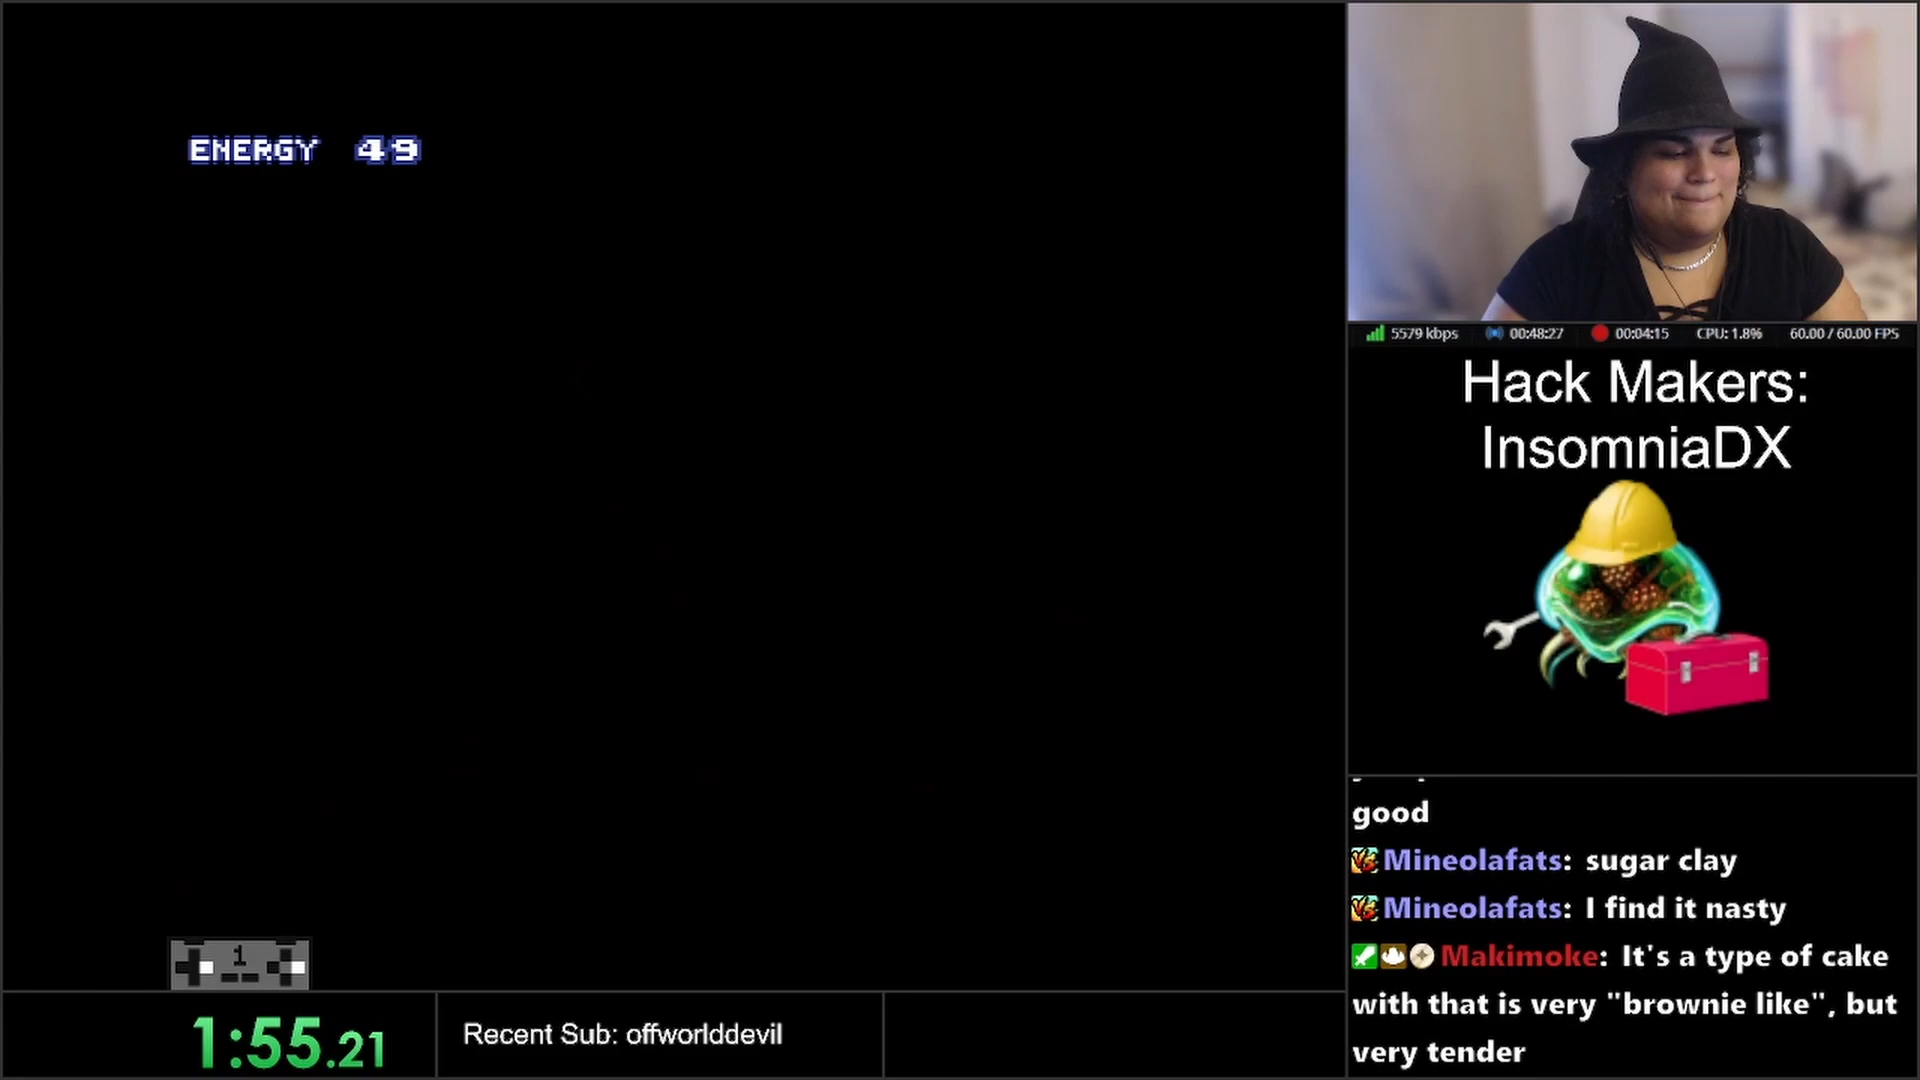 ENERGY 49
5579 kbps 00:48:27 00:04:15 CPU: 1.8% 60.00 / 60.00 FPS
Hack Makers:
InsomniaDX
good
Mineolafats: sugar clay
Mineolafats: I find it nasty
Makimoke: It's a type of cake
with that is very "brownie like", but
very tender
1
1:55.21
Recent Sub: offworlddevil